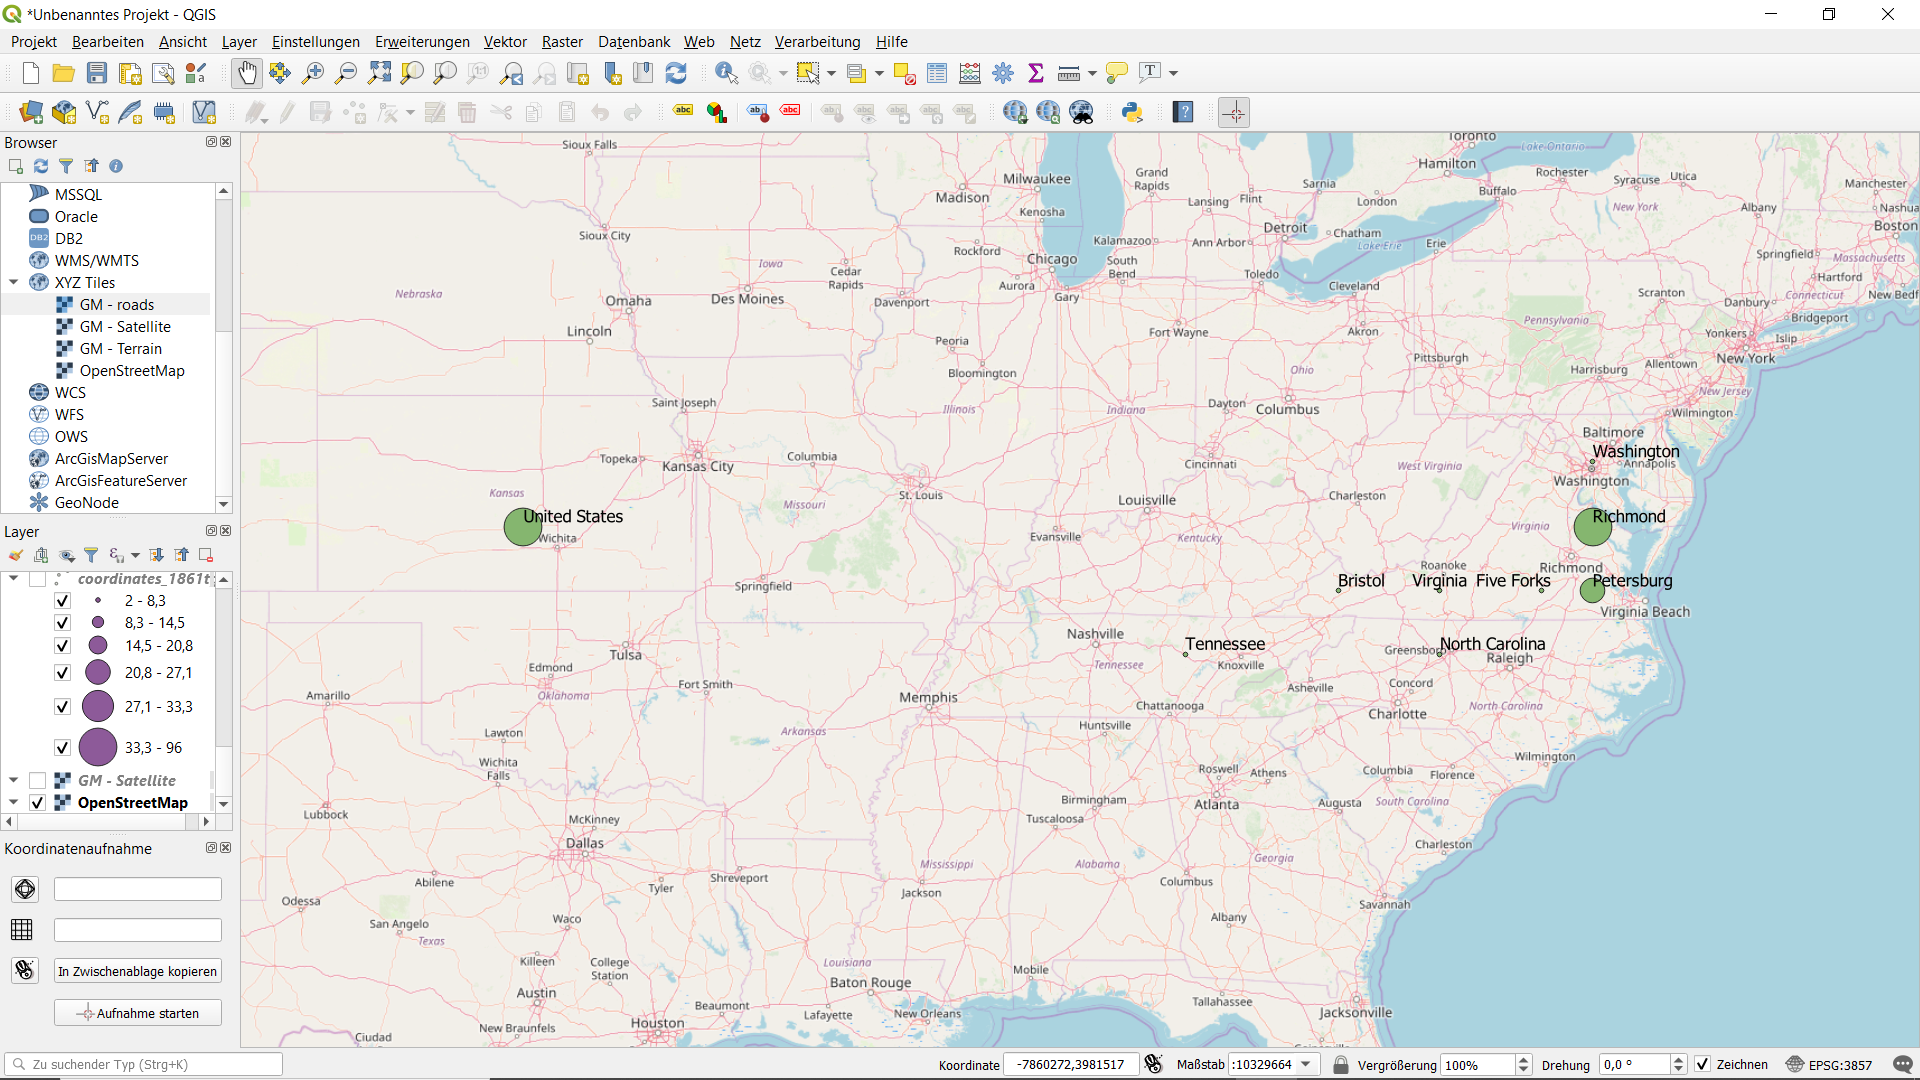 *Unbenanntes Projekt - QGIS
Projekt Bearbeiten Ansicht Layer Einstellungen Erweiterungen Vektor Raster Datenbank Web Netz Verarbeitung Hilfe
Browser
MSSQL
Oracle
DB2
WMS/WMTS
XYZ Tiles
GM - roads
GM - Satellite
GM - Terrain
OpenStreetMap
WCS
WFS
OWS
ArcGisMapServer
ArcGisFeatureServer
GeoNode
Layer
coordinates_1861t
2 - 8,3
8,3 - 14,5
14,5 - 20,8
20,8 - 27,1
27,1 - 33,3
33,3 - 96
GM - Satellite
OpenStreetMap
Koordinatenaufnahme
In Zwischenablage kopieren
Aufnahme starten
Sioux Falls
Toronto
Hamilton
Lake Ontario
Milwaukee
Grand Rapids
Sarnia
Rochester
Syracuse
Utica
Manchester
Madison
Kenosha
Lansing
Flint
London
Buffalo
New York
Albany
Nashua
Boston
Sioux City
Rockford
Kalamazoo
Ann Arbor
Detroit
Chatham
Lake Erie
Erie
Springfield
Massachusetts
Iowa
Cedar Rapids
Chicago
South Bend
Toledo
Cleveland
Hartford
Nebraska
Omaha
Des Moines
Davenport
Aurora
Gary
Scranton
Danbury
Connecticut
New Bedf
Lincoln
Peoria
Fort Wayne
Akron
Pennsylvania
Yonkers
Bridgeport
Islip
Bloomington
Pittsburgh
Harrisburg
Allentown
New York
Ohio
Saint Joseph
Illinois
Indiana
Dayton
Columbus
New Jersey
Wilmington
Baltimore
Topeka
Kansas City
Columbia
Cincinnati
West Virginia
Washington
Annapolis
Washington
Kansas
Missouri
St. Louis
Louisville
Charleston
United States
Wichita
Evansville
Kentucky
Virginia
Richmond
Springfield
Roanoke
Richmond
Bristol
Virginia
Five Forks
Petersburg
Virginia Beach
Tulsa
Nashville
Tennessee
Tennessee
Knoxville
Greensboro
North Carolina
Raleigh
Edmond
Oklahoma
Fort Smith
Amarillo
Memphis
Asheville
Concord
Charlotte
North Carolina
Chattanooga
Huntsville
Lawton
Arkansas
Wichita Falls
Wilmington
Roswell
Athens
Columbia
Florence
Birmingham
Atlanta
Augusta
South Carolina
Lubbock
McKinney
Tuscaloosa
Dallas
Charleston
Mississippi
Alabama
Georgia
Abilene
Tyler
Shreveport
Jackson
Columbus
Odessa
Savannah
San Angelo
Waco
Albany
Texas
Killeen
College Station
Louisiana
Mobile
Baton Rouge
Austin
Beaumont
Lafayette
New Orleans
Tallahassee
Jacksonville
New Braunfels
Houston
Ciudad
Zu suchender Typ (Strg+K)
Koordinate -7860272,3981517 Maßstab :10329664 Vergrößerung 100% Drehung 0,0 ° Zeichnen EPSG:3857